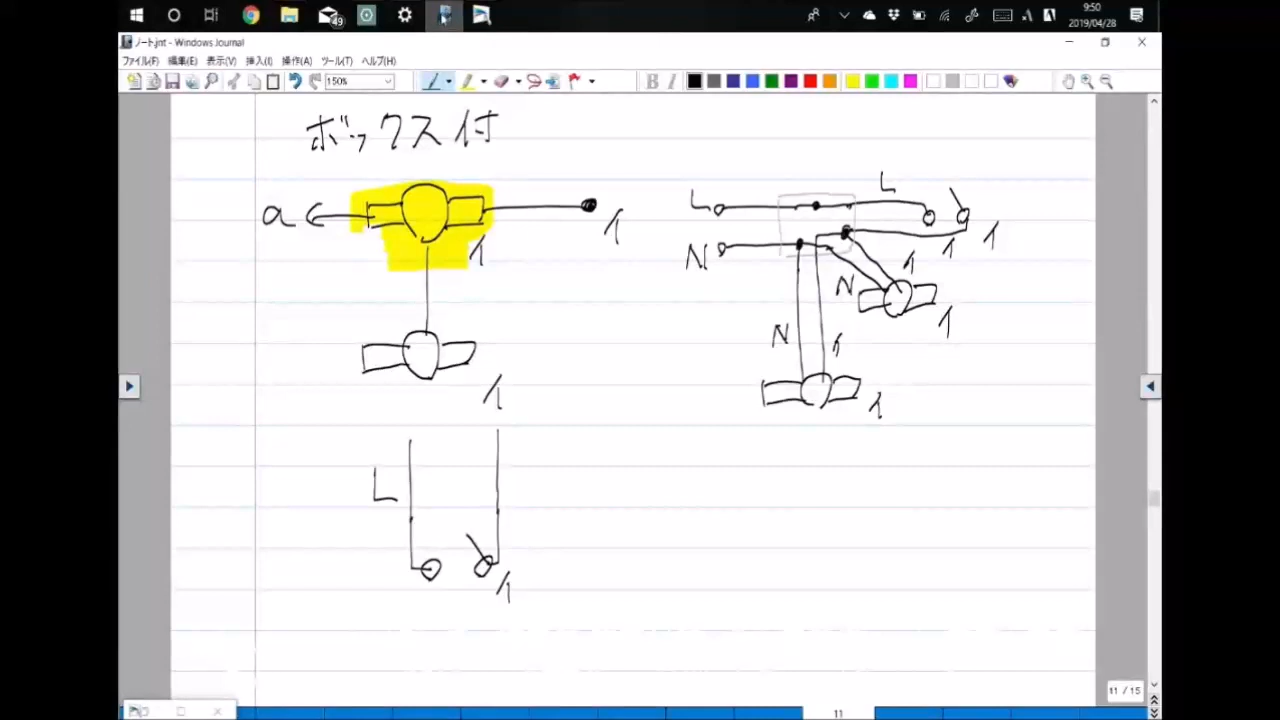 49
9:50
2019/04/28
ノート.jnt - Windows Journal
ファイル(F) 編集(E) 表示(V) 挿入(I) 操作(A) ツール(T) ヘルプ(H)
150%
B I
ボックス付
a
イ
イ
イ
L
イ
L
L
N
イ
イ
イ
N
イ
N
イ
イ
11 / 15
11